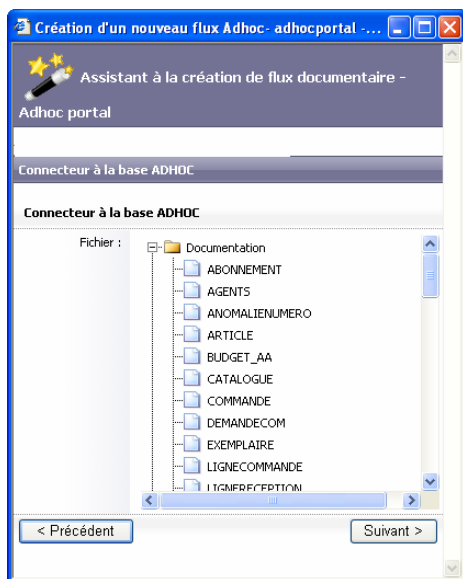 Création d'un nouveau flux Adhoc- adhocportal -...
Assistant à la création de flux documentaire -
Adhoc portal
Connecteur à la base ADHOC
Connecteur à la base ADHOC
Fichier :
Documentation
ABONNEMENT
AGENTS
ANOMALIENUMERO
ARTICLE
BUDGET_AA
CATALOGUE
COMMANDE
DEMANDECOM
EXEMPLAIRE
LIGNECOMMANDE
LIGNERECEPTION
< Précédent
Suivant >